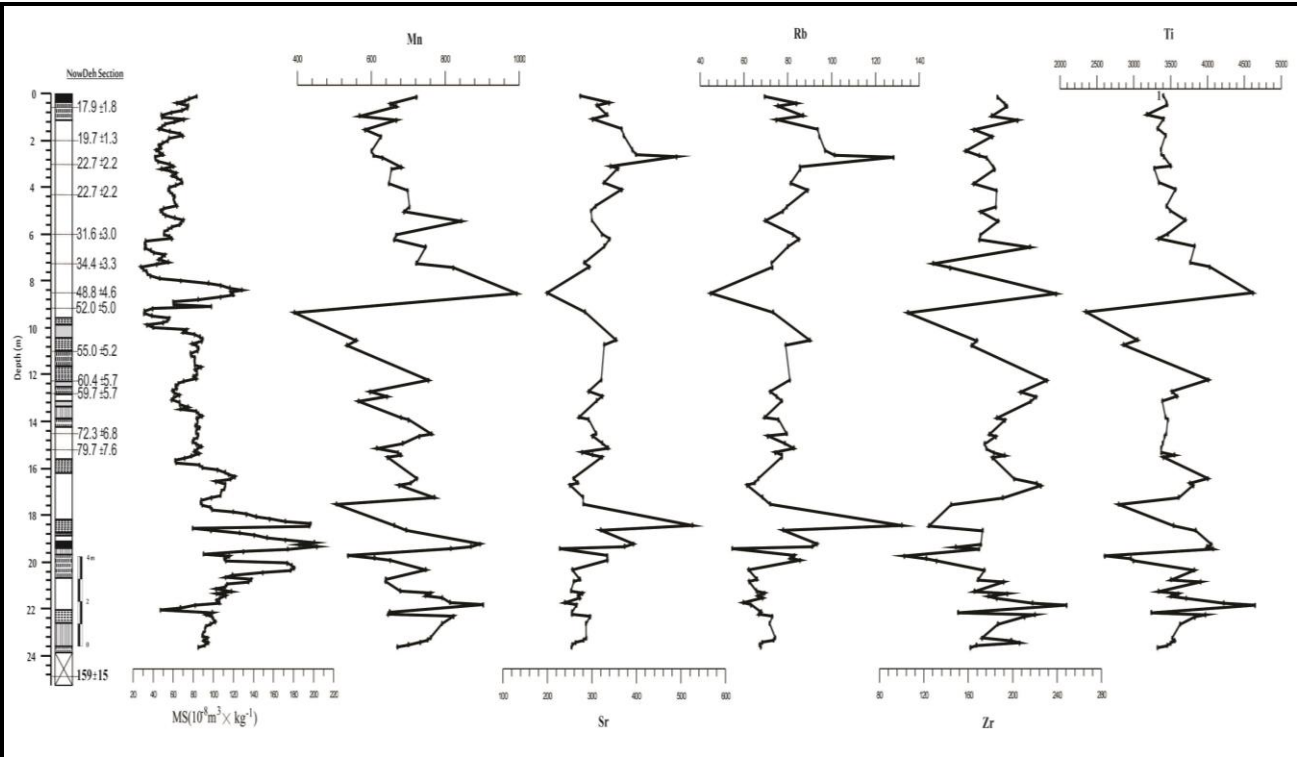 Mn
Rb
Ti
400 600 800 1000
40 60 80 100 120 140
2000 2500 3000 3500 4000 4500 5000
NowDeh Section
0
17.9 ±1.8
2
19.7 ±1.3
22.7 ±2.2
4
22.7 ±2.2
6
31.6 ±3.0
34.4 ±3.3
8
48.8 ±4.6
52.0 ±5.0
10
55.0 ±5.2
12
60.4 ±5.7
59.7 ±5.7
14
72.3 ±6.8
79.7 ±7.6
16
18
20
22
24
Depth (m)
4m
2
0
159±15
20 40 60 80 100 120 140 160 180 200 220
MS(10⁻⁸m³× kg⁻¹)
100 200 300 400 500 600
Sr
80 120 160 200 240 280
Zr